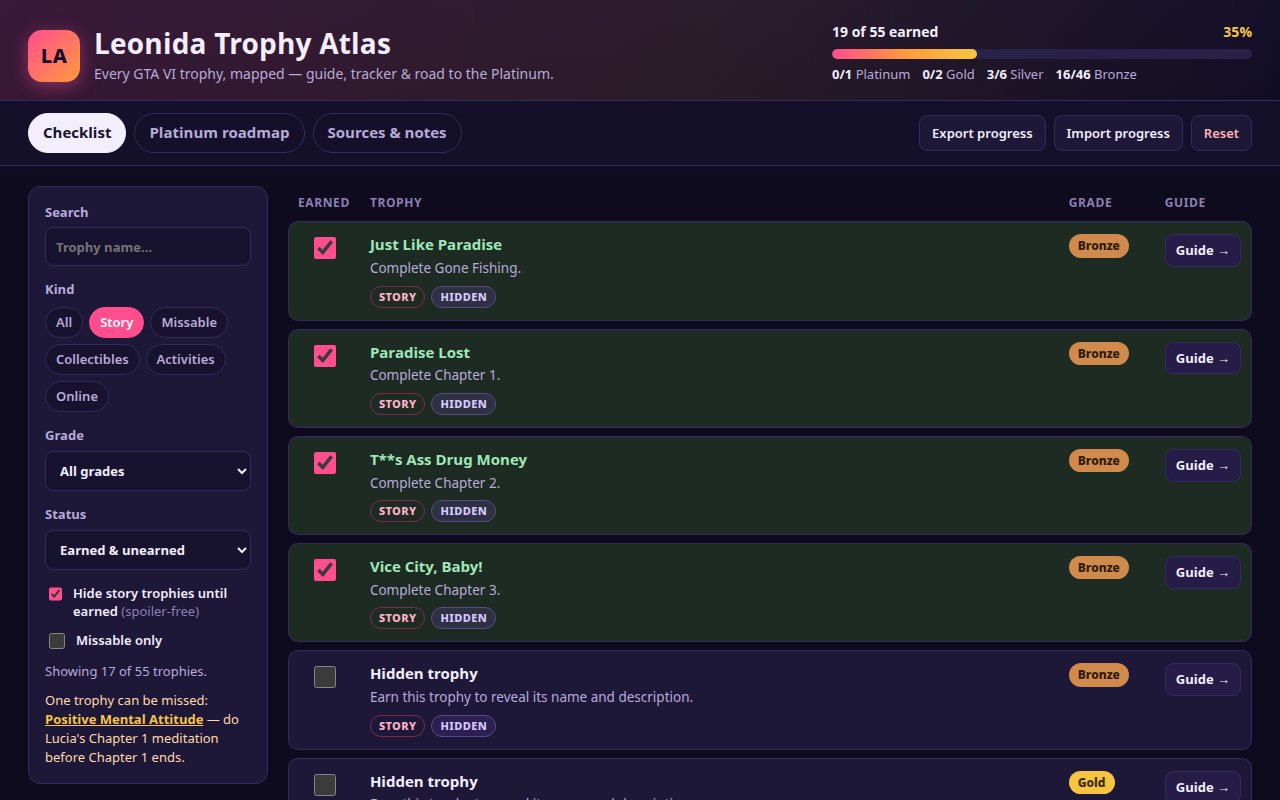 LA
Leonida Trophy Atlas
Every GTA VI trophy, mapped — guide, tracker & road to the Platinum.
19 of 55 earned
35%
0/1 Platinum 0/2 Gold 3/6 Silver 16/46 Bronze
Checklist
Platinum roadmap
Sources & notes
Export progress
Import progress
Reset
Search
Trophy name...
Kind
All
Story
Missable
Collectibles
Activities
Online
Grade
All grades
Status
Earned & unearned
Hide story trophies until
earned (spoiler-free)
Missable only
Showing 17 of 55 trophies.
One trophy can be missed:
Positive Mental Attitude — do
Lucia's Chapter 1 meditation
before Chapter 1 ends.
EARNED TROPHY GRADE GUIDE
Just Like Paradise
Complete Gone Fishing.
STORY HIDDEN
Bronze
Guide →
Paradise Lost
Complete Chapter 1.
STORY HIDDEN
Bronze
Guide →
T**s Ass Drug Money
Complete Chapter 2.
STORY HIDDEN
Bronze
Guide →
Vice City, Baby!
Complete Chapter 3.
STORY HIDDEN
Bronze
Guide →
Hidden trophy
Earn this trophy to reveal its name and description.
STORY HIDDEN
Bronze
Guide →
Hidden trophy
Gold
Guide →